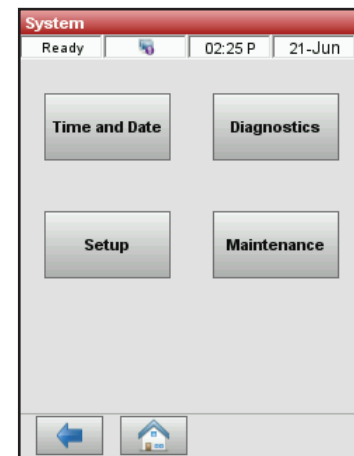 System
Ready 02:25 P 21-Jun
Time and Date Diagnostics
Setup Maintenance